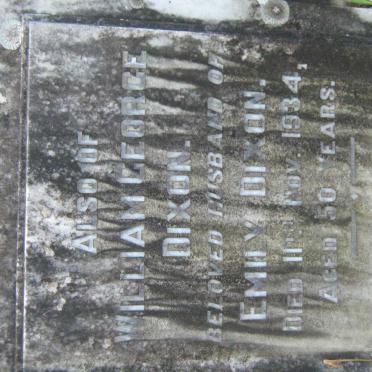 ALSO OF
WILLIAM GEORGE
DIXON.
BELOVED HUSBAND OF
EMILY DIXON.
DIED 11TH NOV. 1934,
AGED 50 YEARS.